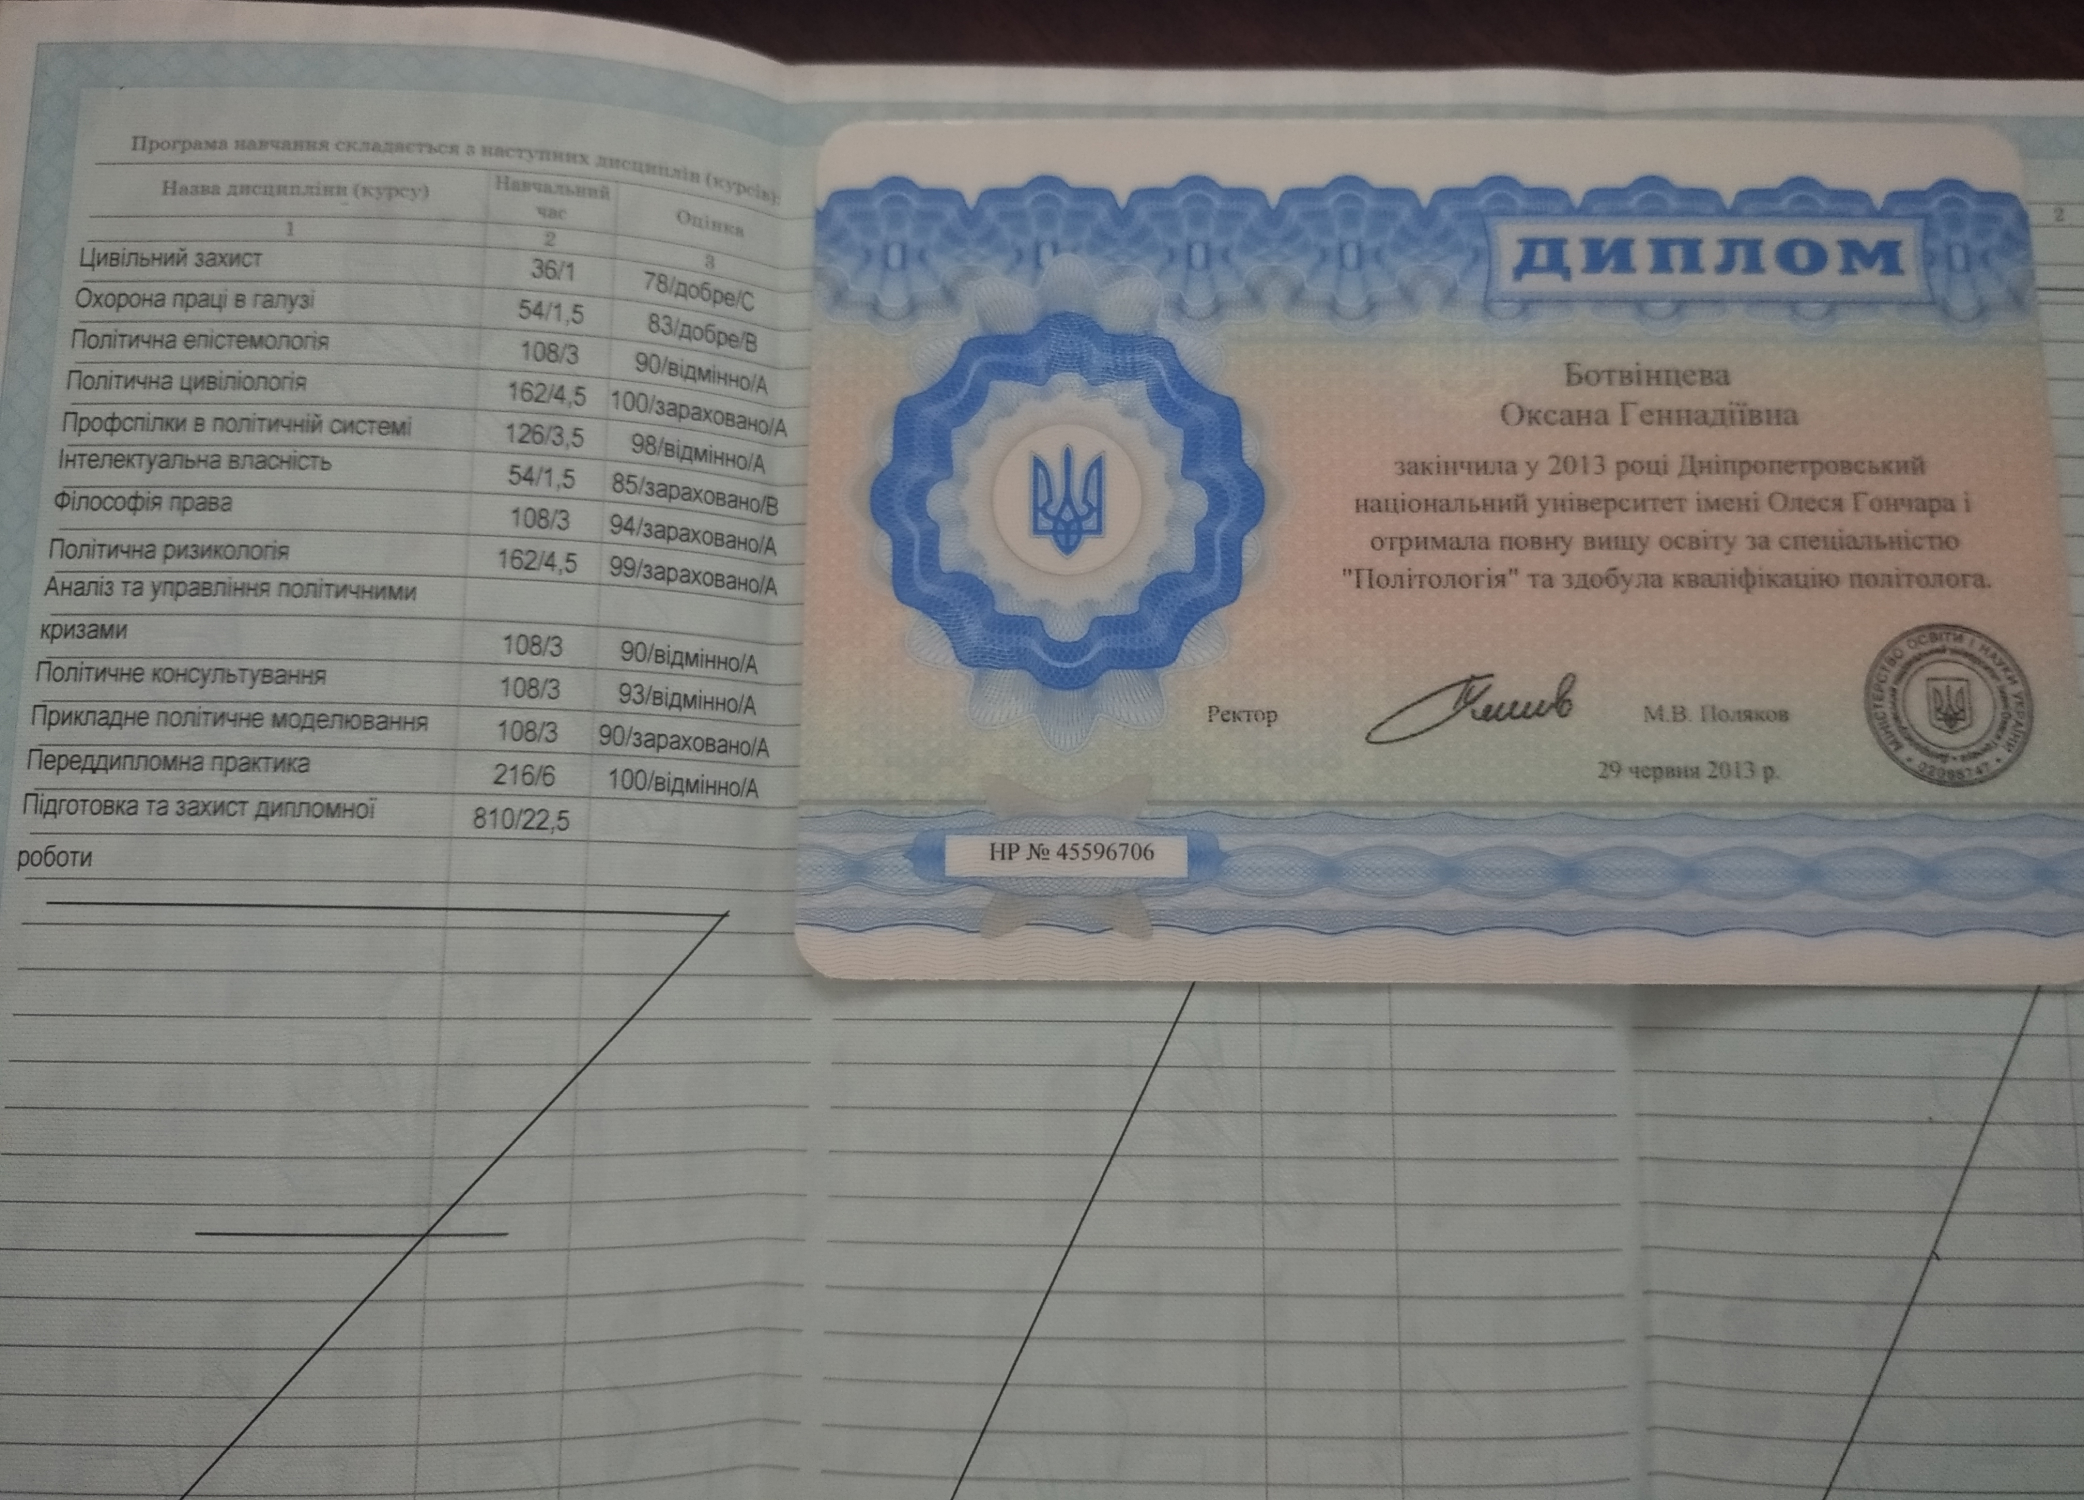 Програма навчання складається з наступних дисциплін (курсів):
Назва дисципліни (курсу) Навчальний час Оцінка
1 2 3
Цивільний захист 36/1 78/добре/С
Охорона праці в галузі 54/1,5 83/добре/В
Політична епістемологія 108/3 90/відмінно/А
Політична цивіліологія 162/4,5 100/зараховано/А
Профспілки в політичній системі 126/3,5 98/відмінно/А
Інтелектуальна власність 54/1,5 85/зараховано/В
Філософія права 108/3 94/зараховано/А
Політична ризикологія 162/4,5 99/зараховано/А
Аналіз та управління політичними
кризами 108/3 90/відмінно/А
Політичне консультування 108/3 93/відмінно/А
Прикладне політичне моделювання 108/3 90/зараховано/А
Переддипломна практика 216/6 100/відмінно/А
Підготовка та захист дипломної 810/22,5
роботи
2
ДИПЛОМ
Ботвінцева
Оксана Геннадіївна
закінчила у 2013 році Дніпропетровський
національний університет імені Олеся Гончара і
отримала повну вищу освіту за спеціальністю
"Політологія" та здобула кваліфікацію політолога.
Ректор М.В. Поляков
29 червня 2013 р.
МІНІСТЕРСТВО ОСВІТИ І НАУКИ УКРАЇНИ
НР № 45596706